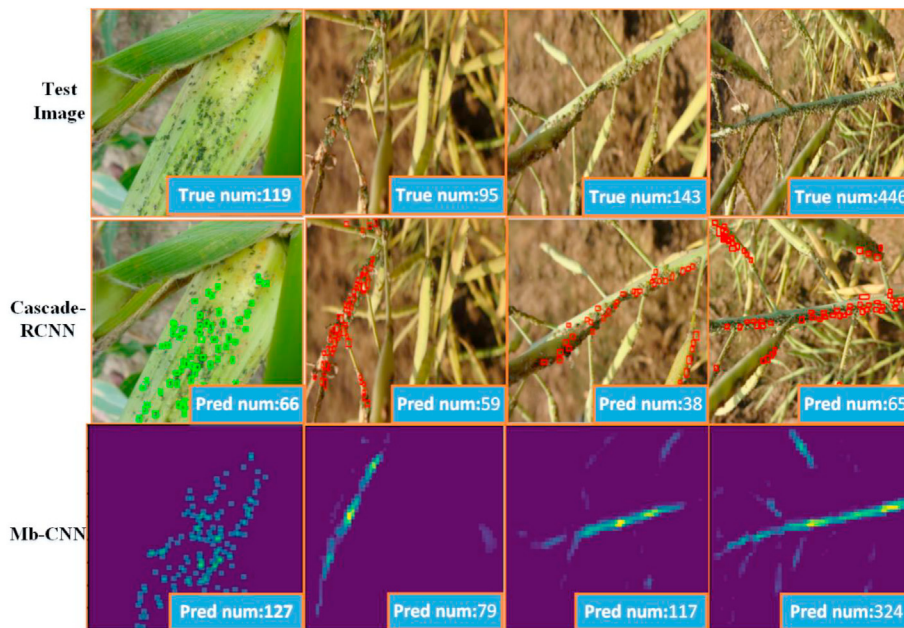 Test
Image
True num:119
True num:95
True num:143
True num:446
Cascade-
RCNN
Pred num:66
Pred num:59
Pred num:38
Pred num:65
Mb-CNN
Pred num:127
Pred num:79
Pred num:117
Pred num:324